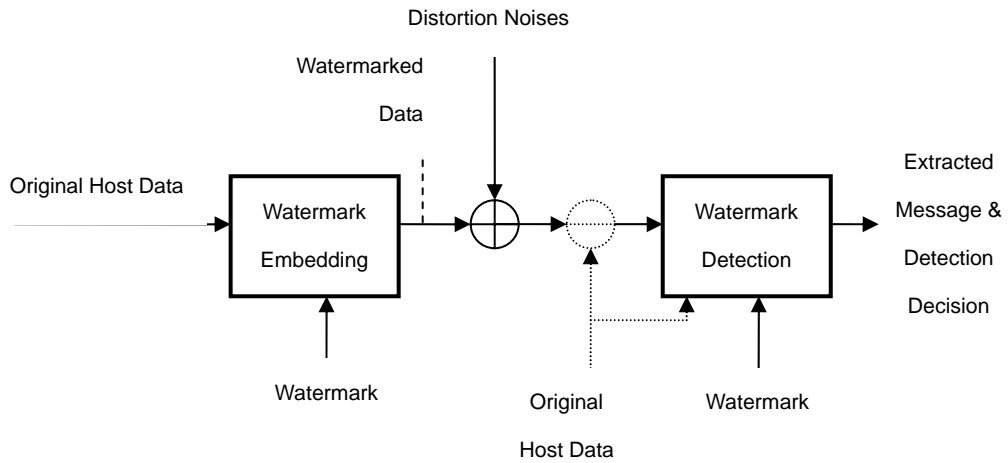 Distortion Noises
Watermarked
Data
Original Host Data
Watermark
Embedding
Watermark
Detection
Extracted
Message &
Detection
Decision
Watermark
Original
Host Data
Watermark